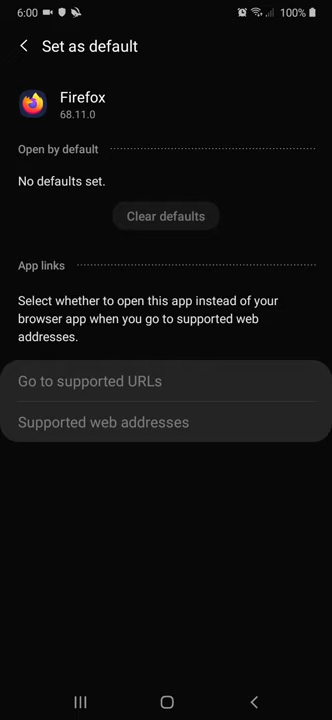 6:00 100%
Set as default
Firefox
68.11.0
Open by default
No defaults set.
Clear defaults
App links
Select whether to open this app instead of your
browser app when you go to supported web
addresses.
Go to supported URLs
Supported web addresses